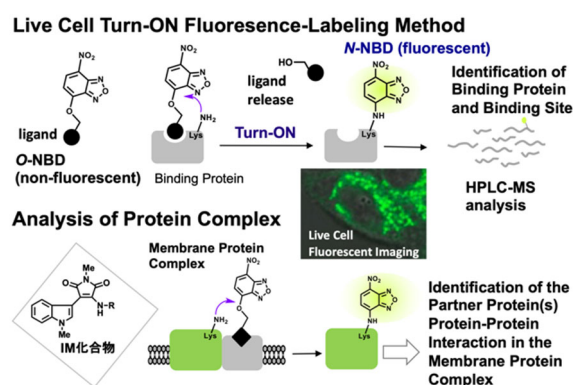 Live Cell Turn-ON Fluoresence-Labeling Method
NO₂
N
O
N
O
ligand
O-NBD
(non-fluorescent)
NO₂
N
O
N
O
NH₂
Lys
Binding Protein
HO
ligand
release
Turn-ON
N-NBD (fluorescent)
NO₂
N
O
N
NH
Lys
Identification of
Binding Protein
and Binding Site
HPLC-MS
analysis
Live Cell
Fluorescent Imaging
Analysis of Protein Complex
Me
N
O
O
NH-R
N
Me
IM化合物
Membrane Protein
Complex
NO₂
N
O
N
O
NH₂
Lys
NO₂
N
O
N
NH
Lys
Identification of the
Partner Protein(s)
Protein-Protein
Interaction in the
Membrane Protein
Complex